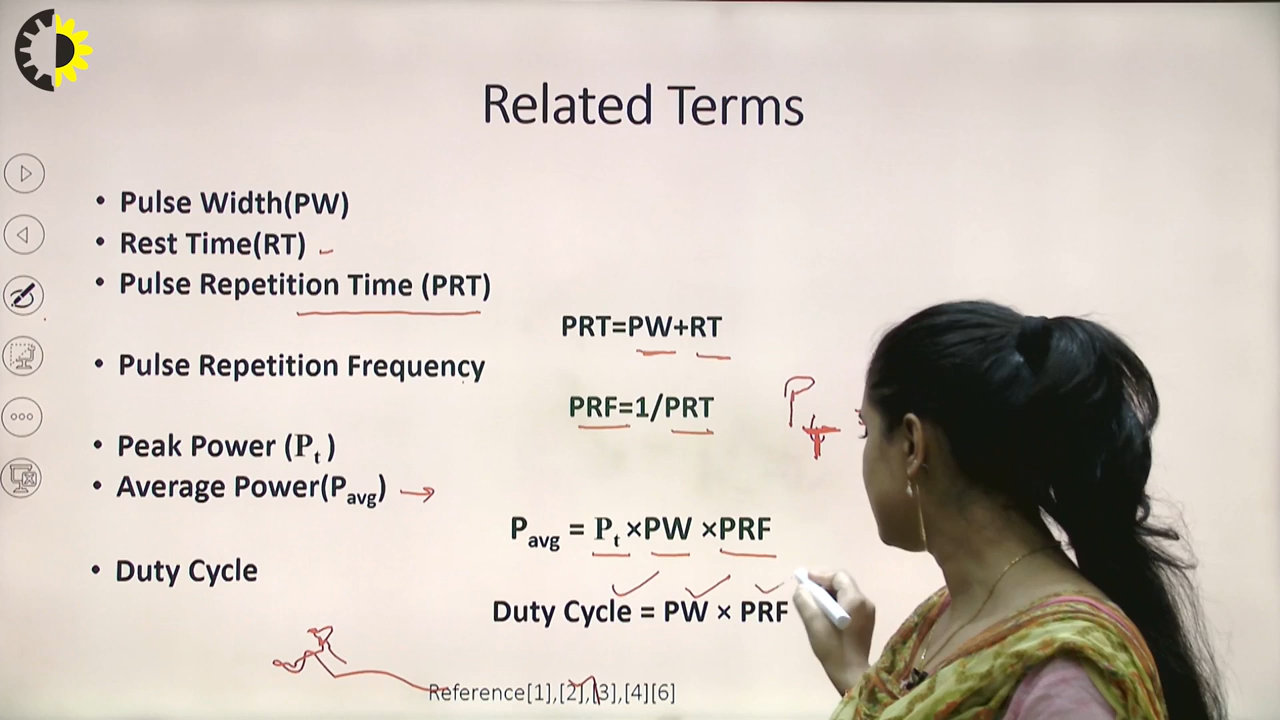 Related Terms
• Pulse Width(PW)
• Rest Time(RT)
• Pulse Repetition Time (PRT)
PRT=PW+RT
• Pulse Repetition Frequency
PRF=1/PRT
P
• Peak Power (Pt)
• Average Power(Pavg)
Pavg = Pt ×PW ×PRF
• Duty Cycle
Duty Cycle = PW × PRF
Reference[1],[2],[3],[4][6]